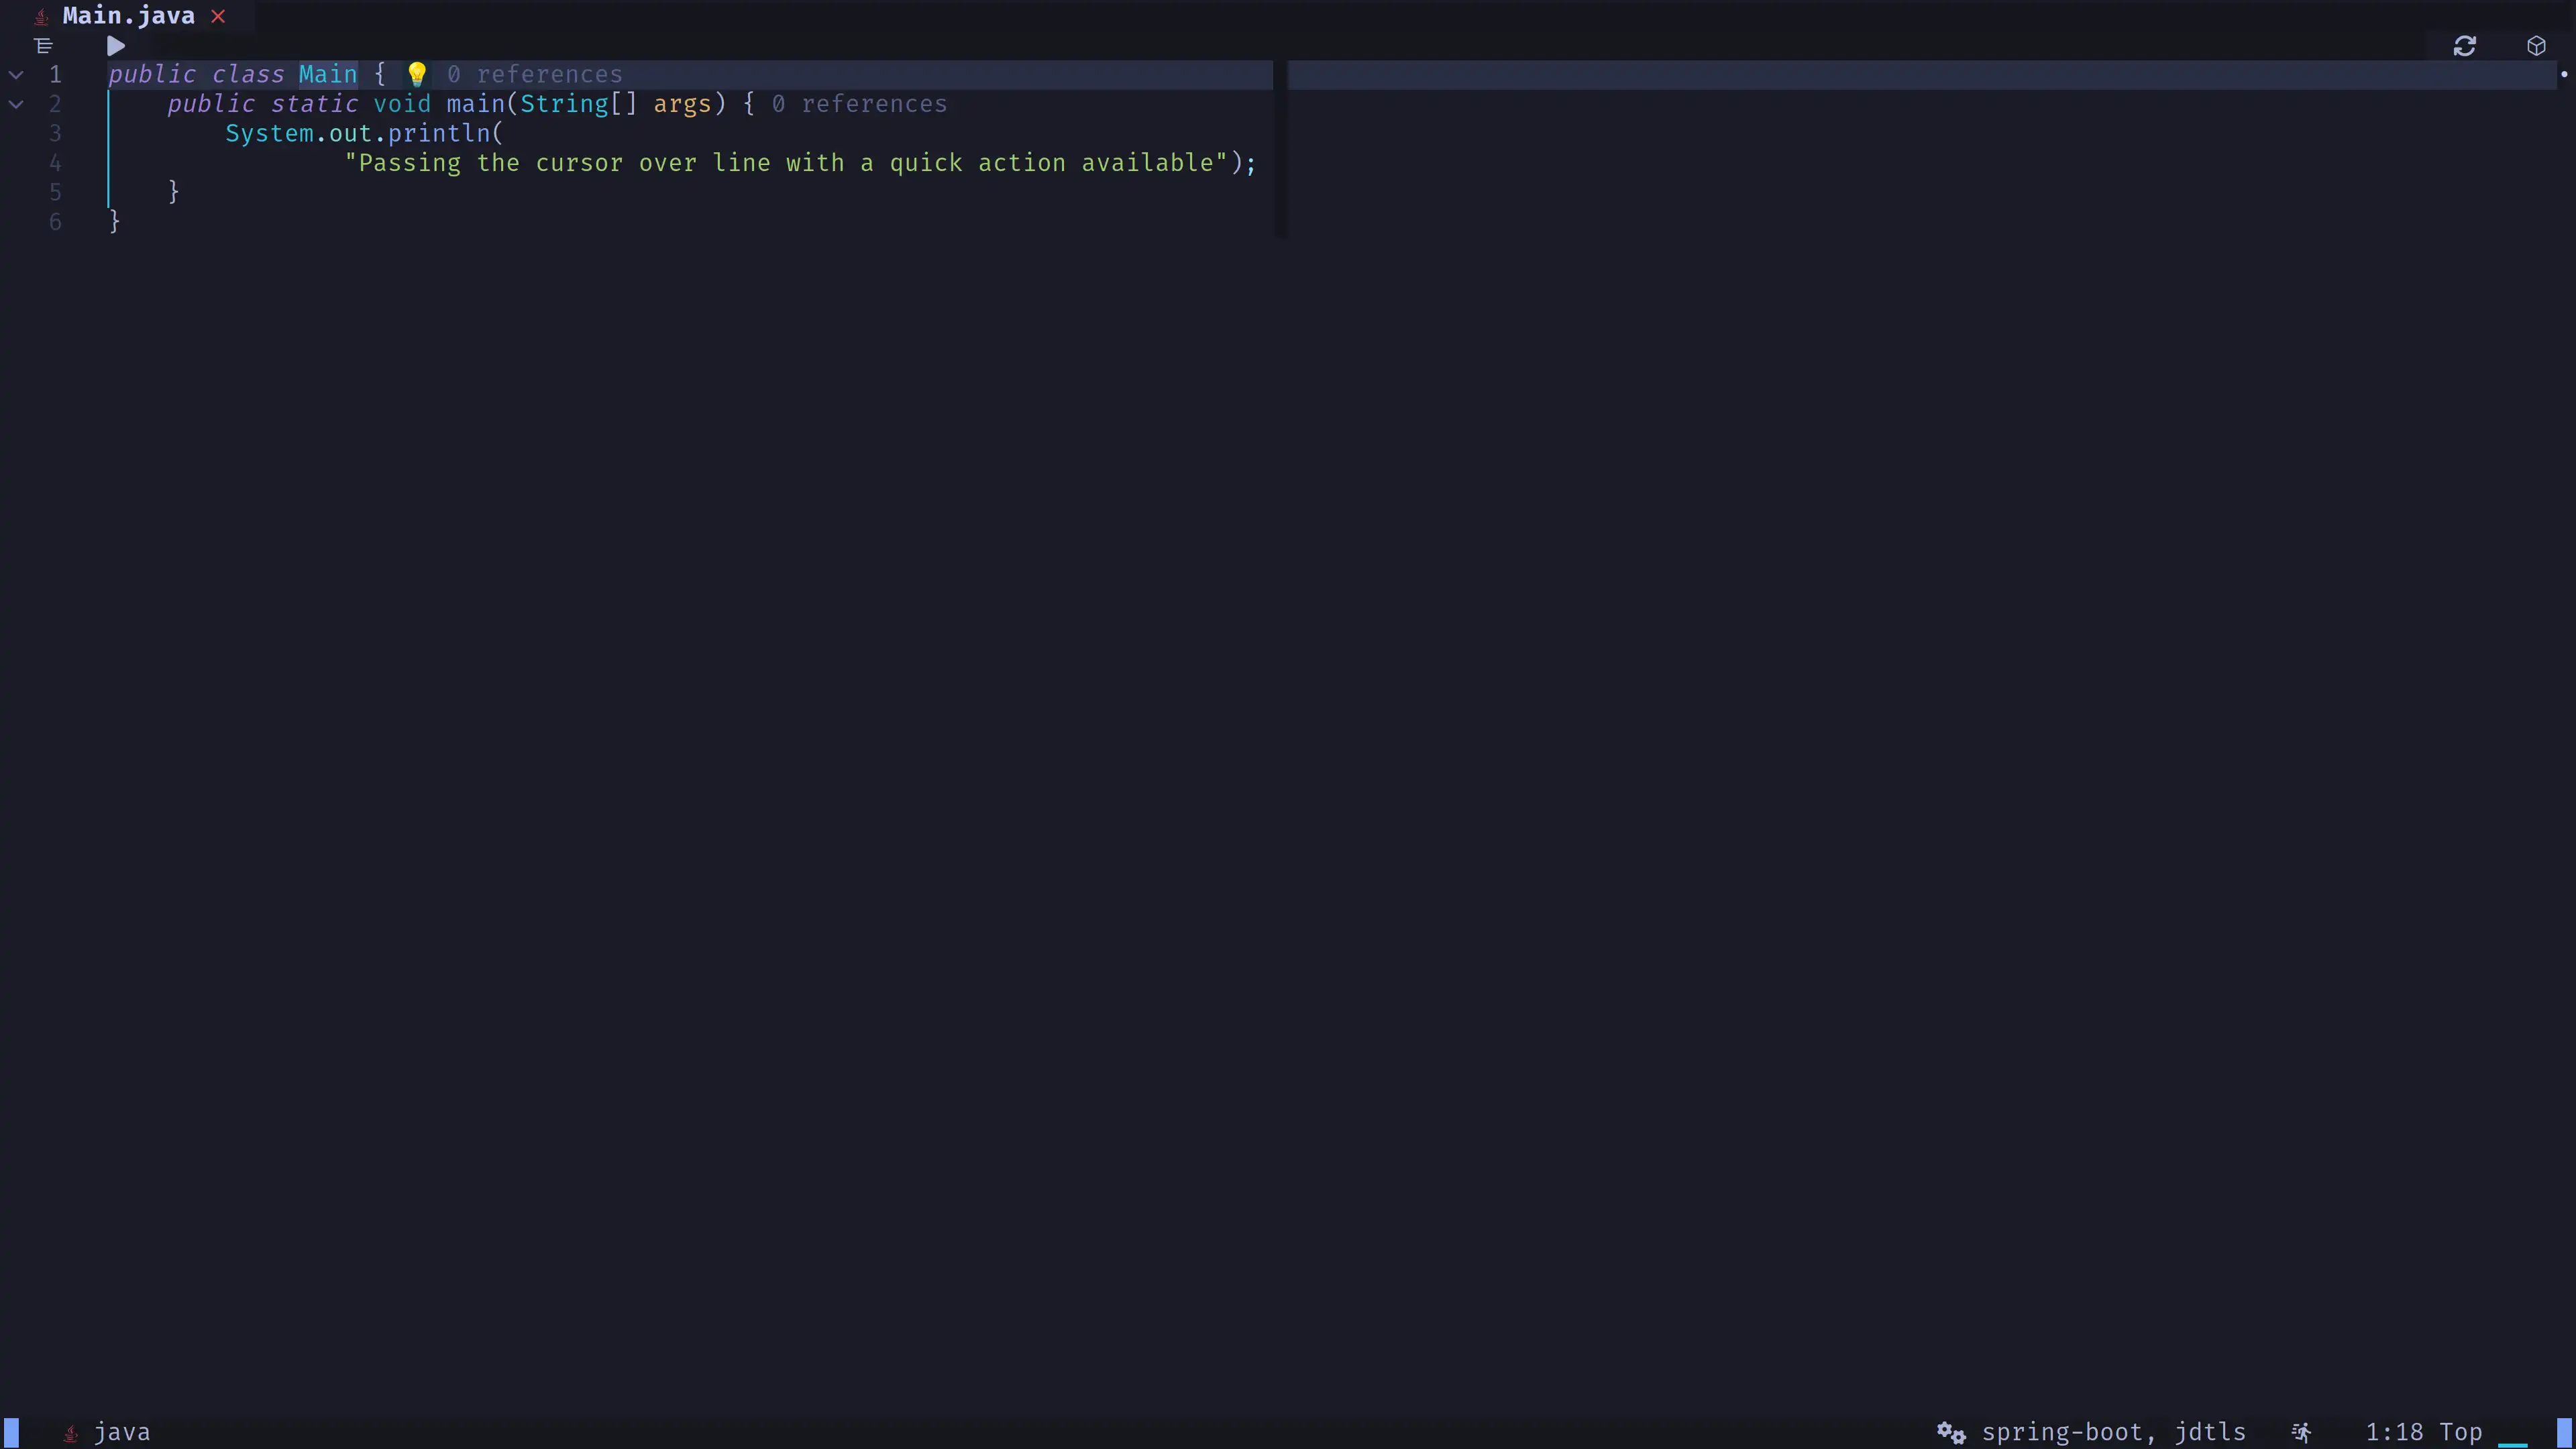 Main.java
1 public class Main { 💡 0 references
2 public static void main(String[] args) { 0 references
3 System.out.println(
4 "Passing the cursor over line with a quick action available");
5 }
6 }
java spring-boot, jdtls 1:18 Top